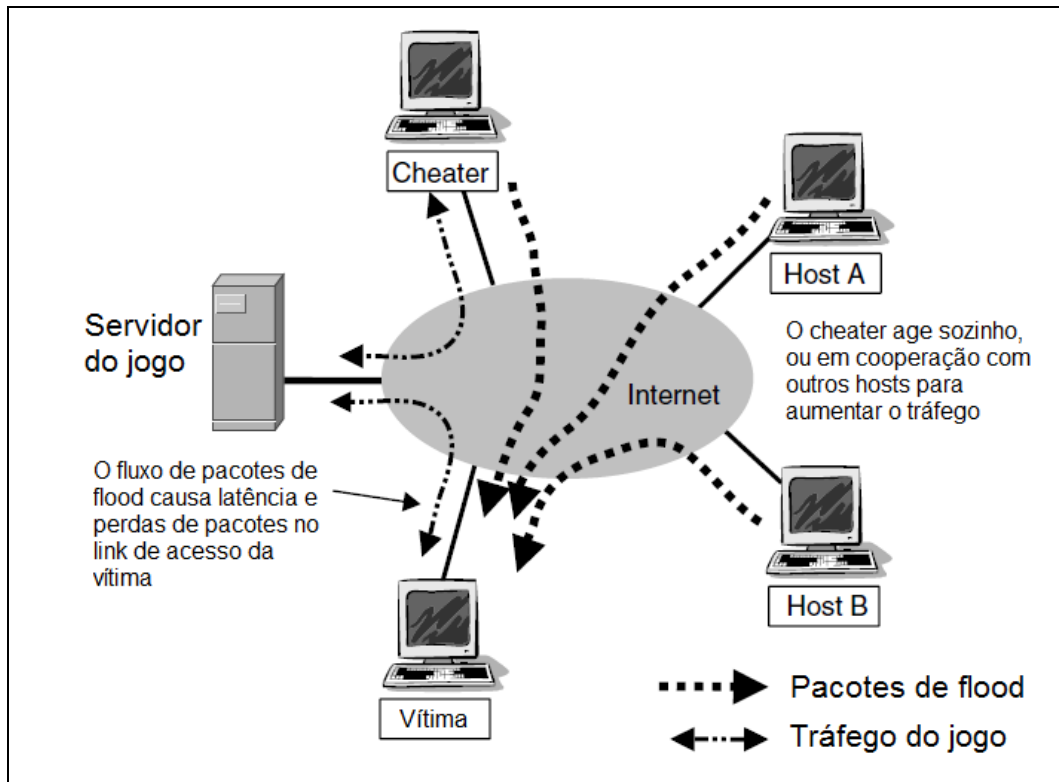 Cheater
Host A
Servidor
do jogo
O cheater age sozinho,
ou em cooperação com
outros hosts para
aumentar o tráfego
Internet
O fluxo de pacotes de
flood causa latência e
perdas de pacotes no
link de acesso da
vítima
Host B
Vítima
Pacotes de flood
Tráfego do jogo